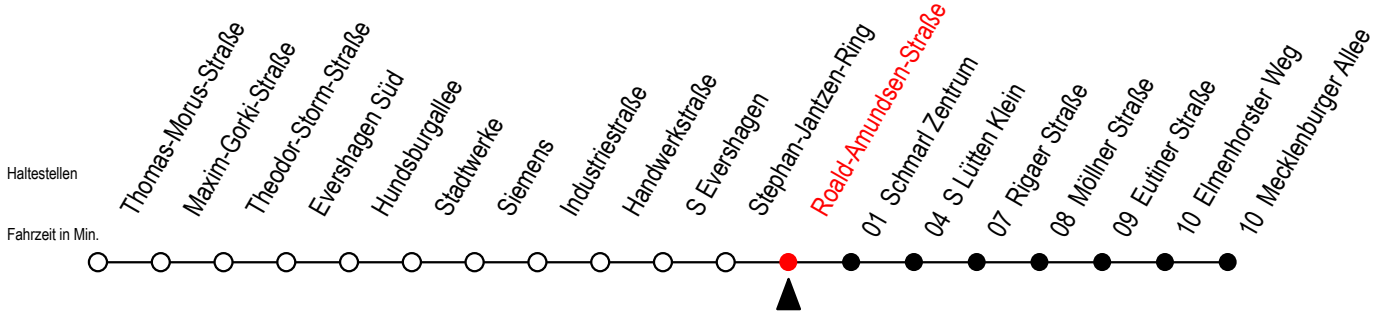 Haltestellen
Fahrzeit in Min.
Thomas-Morus-Straße
Maxim-Gorki-Straße
Theodor-Storm-Straße
Evershagen Süd
Hundsburgallee
Stadtwerke
Siemens
Industriestraße
Handwerkstraße
S Evershagen
Stephan-Jantzen-Ring
Roald-Amundsen-Straße
01 Schmarl Zentrum
04 S Lütten Klein
07 Rigaer Straße
08 Möllner Straße
09 Eutiner Straße
10 Elmenhorster Weg
10 Mecklenburger Allee